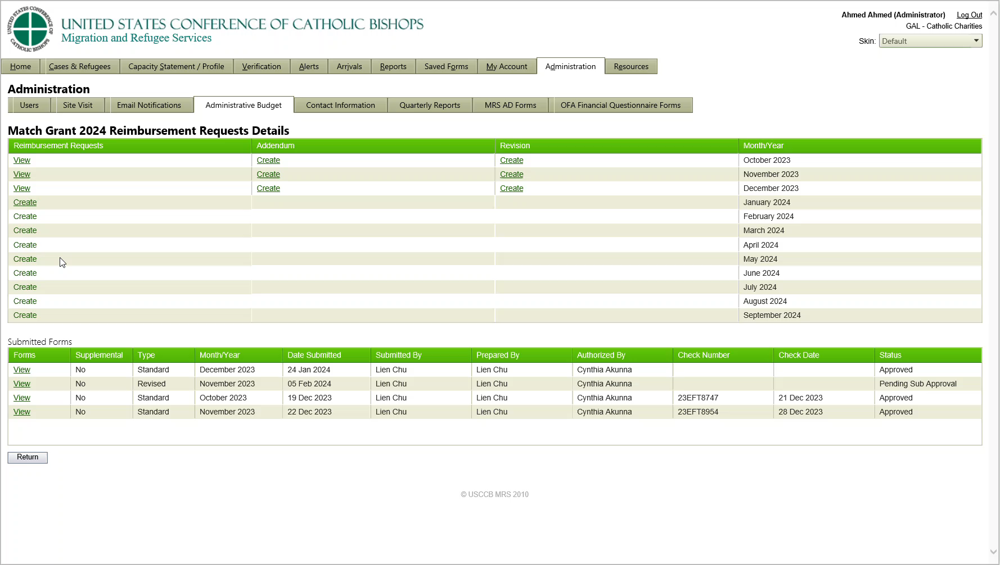 UNITED STATES CONFERENCE OF CATHOLIC BISHOPS
UNITED STATES CONFERENCE OF CATHOLIC BISHOPS
Migration and Refugee Services
Ahmed Ahmed (Administrator) Log Out
GAL - Catholic Charities
Skin: Default
Home Cases & Refugees Capacity Statement / Profile Verification Alerts Arrivals Reports Saved Forms My Account Administration Resources
Administration
Users Site Visit Email Notifications Administrative Budget Contact Information Quarterly Reports MRS AD Forms OFA Financial Questionnaire Forms
Match Grant 2024 Reimbursement Requests Details
Reimbursement Requests Addendum Revision Month/Year
View Create Create October 2023
View Create Create November 2023
View Create Create December 2023
Create January 2024
Create February 2024
Create March 2024
Create April 2024
Create May 2024
Create June 2024
Create July 2024
Create August 2024
Create September 2024
Submitted Forms
Forms Supplemental Type Month/Year Date Submitted Submitted By Prepared By Authorized By Check Number Check Date Status
View No Standard December 2023 24 Jan 2024 Lien Chu Lien Chu Cynthia Akunna Approved
View No Revised November 2023 05 Feb 2024 Lien Chu Lien Chu Cynthia Akunna Pending Sub Approval
View No Standard October 2023 19 Dec 2023 Lien Chu Lien Chu Cynthia Akunna 23EFT8747 21 Dec 2023 Approved
View No Standard November 2023 22 Dec 2023 Lien Chu Lien Chu Cynthia Akunna 23EFT8954 28 Dec 2023 Approved
Return
© USCCB MRS 2010